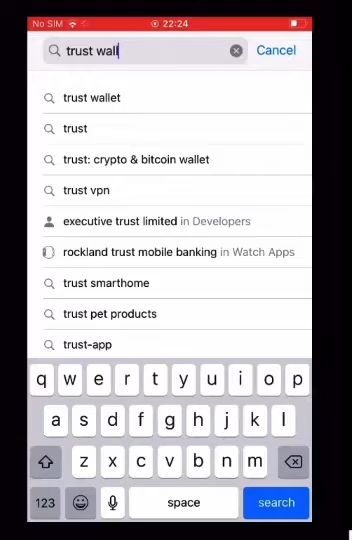 No SIM 22:24
trust wall Cancel
trust wallet
trust
trust: crypto & bitcoin wallet
trust vpn
executive trust limited in Developers
rockland trust mobile banking in Watch Apps
trust smarthome
trust pet products
trust-app
q w e r t y u i o p
a s d f g h j k l
z x c v b n m
123 space search